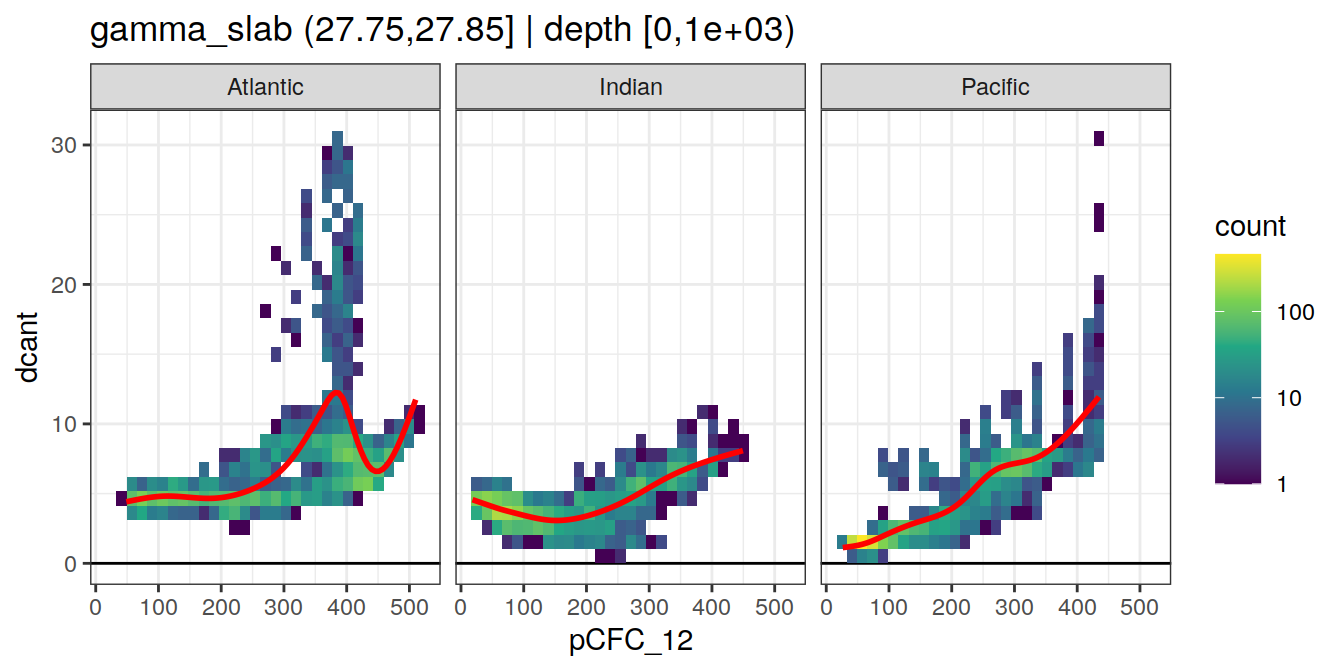 gamma_slab (27.75,27.85] | depth [0,1e+03)
Atlantic Indian Pacific
30
20
10
0
dcant
0 100 200 300 400 500 0 100 200 300 400 500 0 100 200 300 400 500
pCFC_12
count
100
10
1